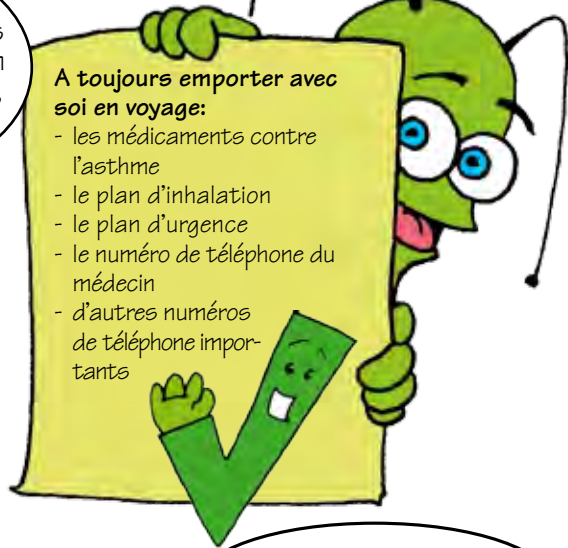 A toujours emporter avec
soi en voyage:
- les médicaments contre
l'asthme
- le plan d'inhalation
- le plan d'urgence
- le numéro de téléphone du
médecin
- d'autres numéros
de téléphone impor-
tants